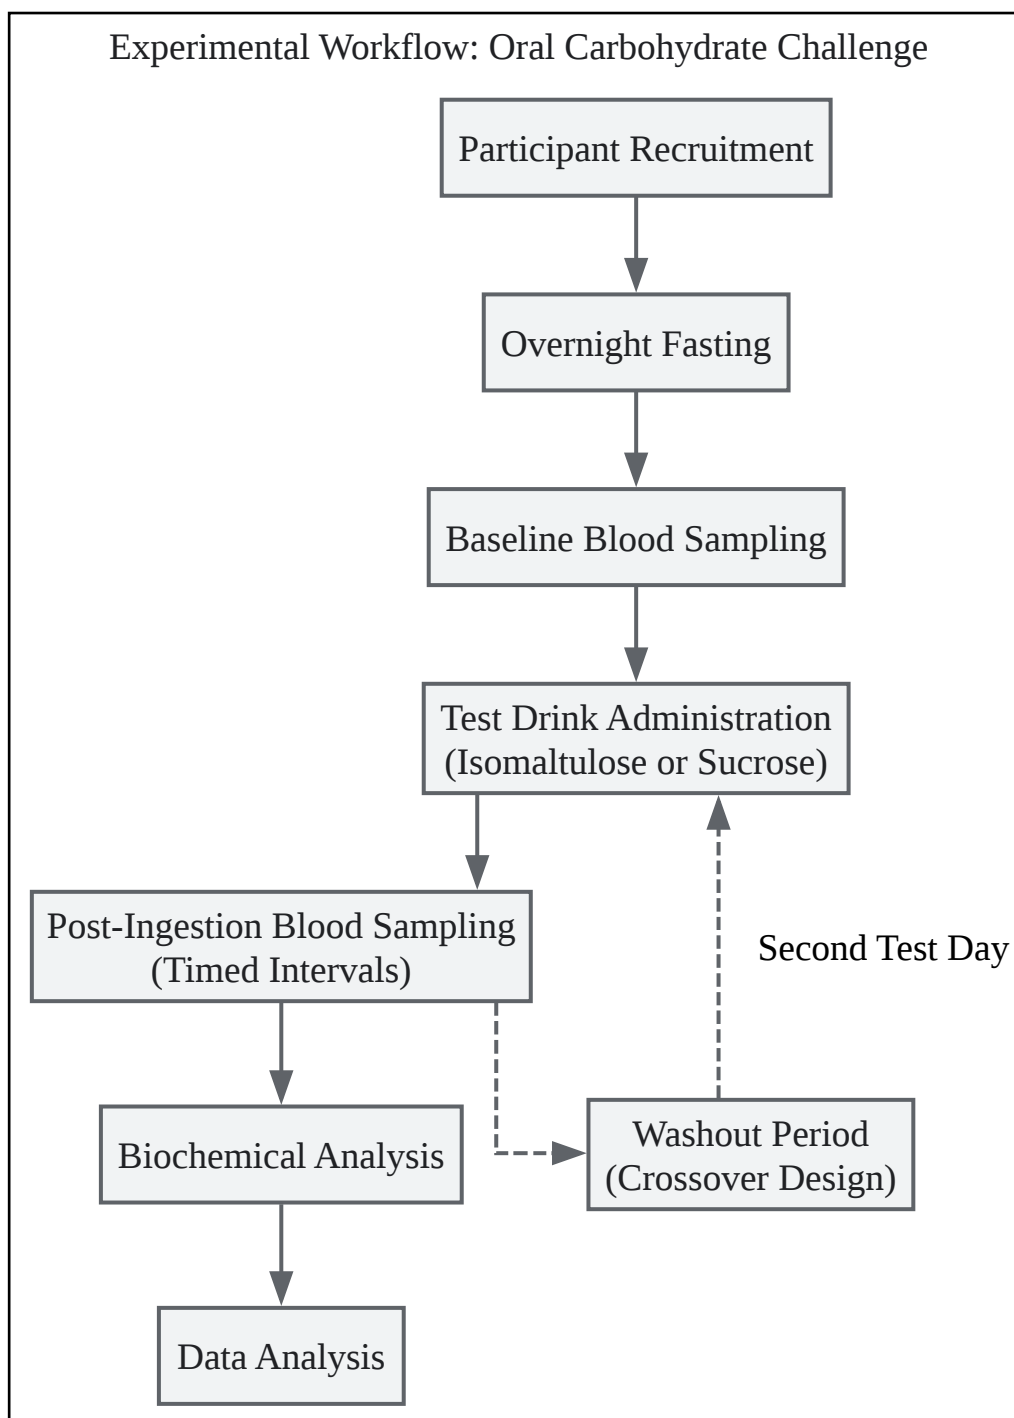 Experimental Workflow: Oral Carbohydrate Challenge
Participant Recruitment
Overnight Fasting
Baseline Blood Sampling
Test Drink Administration
(Isomaltulose or Sucrose)
Post-Ingestion Blood Sampling
(Timed Intervals)
Second Test Day
Biochemical Analysis
Washout Period
(Crossover Design)
Data Analysis